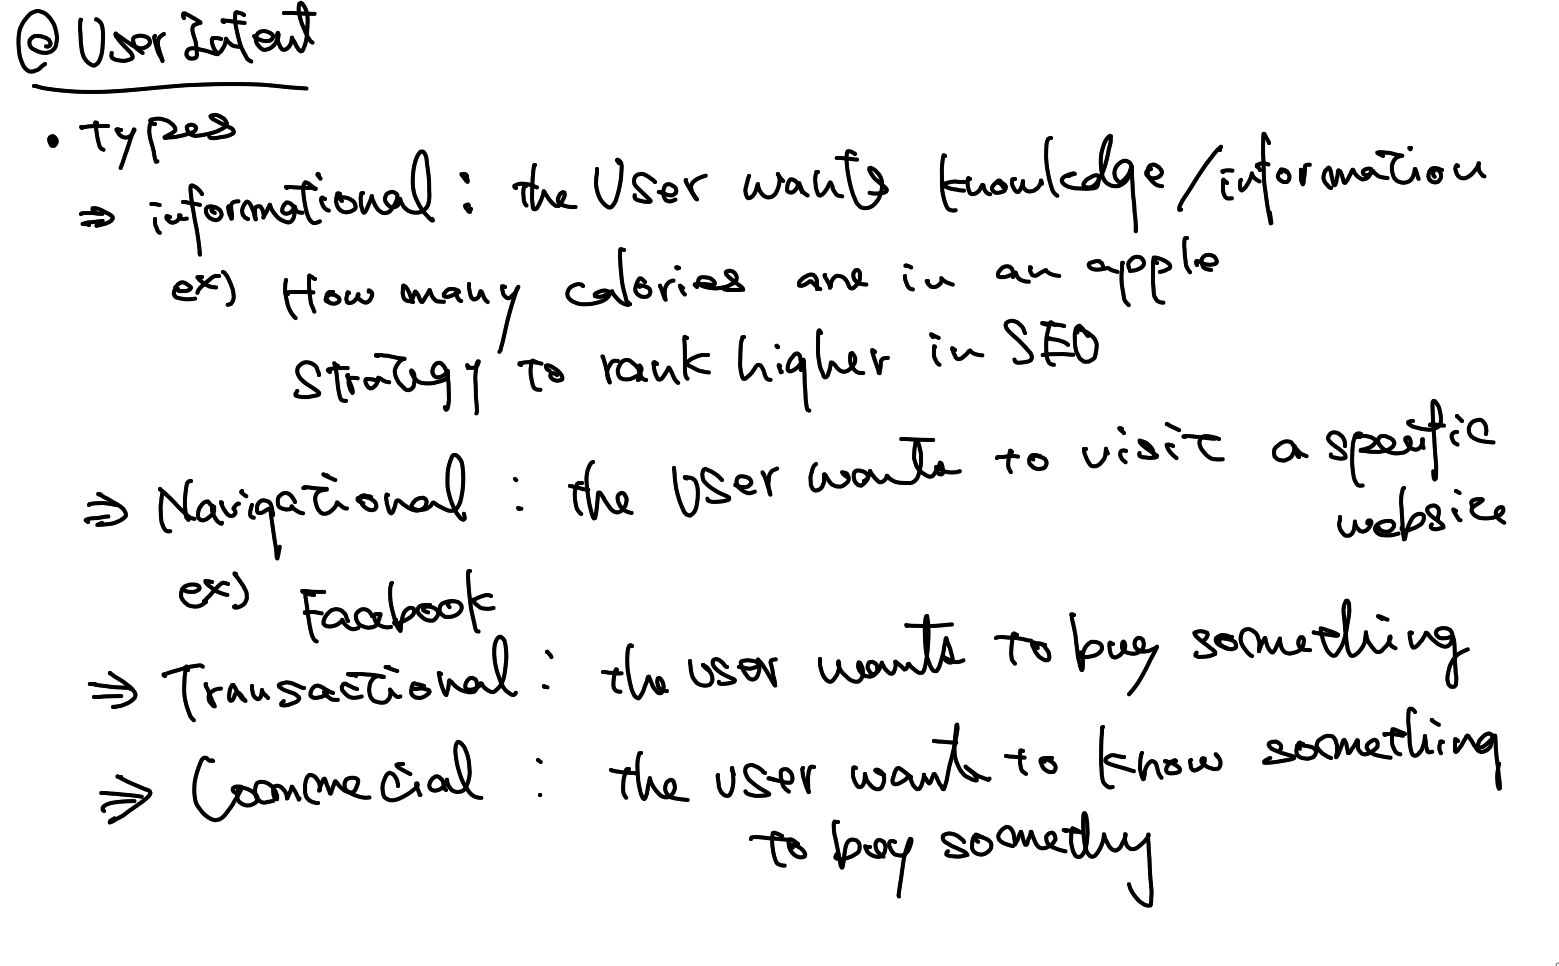 @ User Intent
• Types
⇒ informational : the User wants knowledge/information
ex) How many calories are in an apple
Strategy to rank higher in SEO
⇒ Navigational : the User wants to visit a specific
website
ex) Facebook
⇒ Transactional : the user wants to buy something
⇒ Commecial : the user wants to know something
to buy something